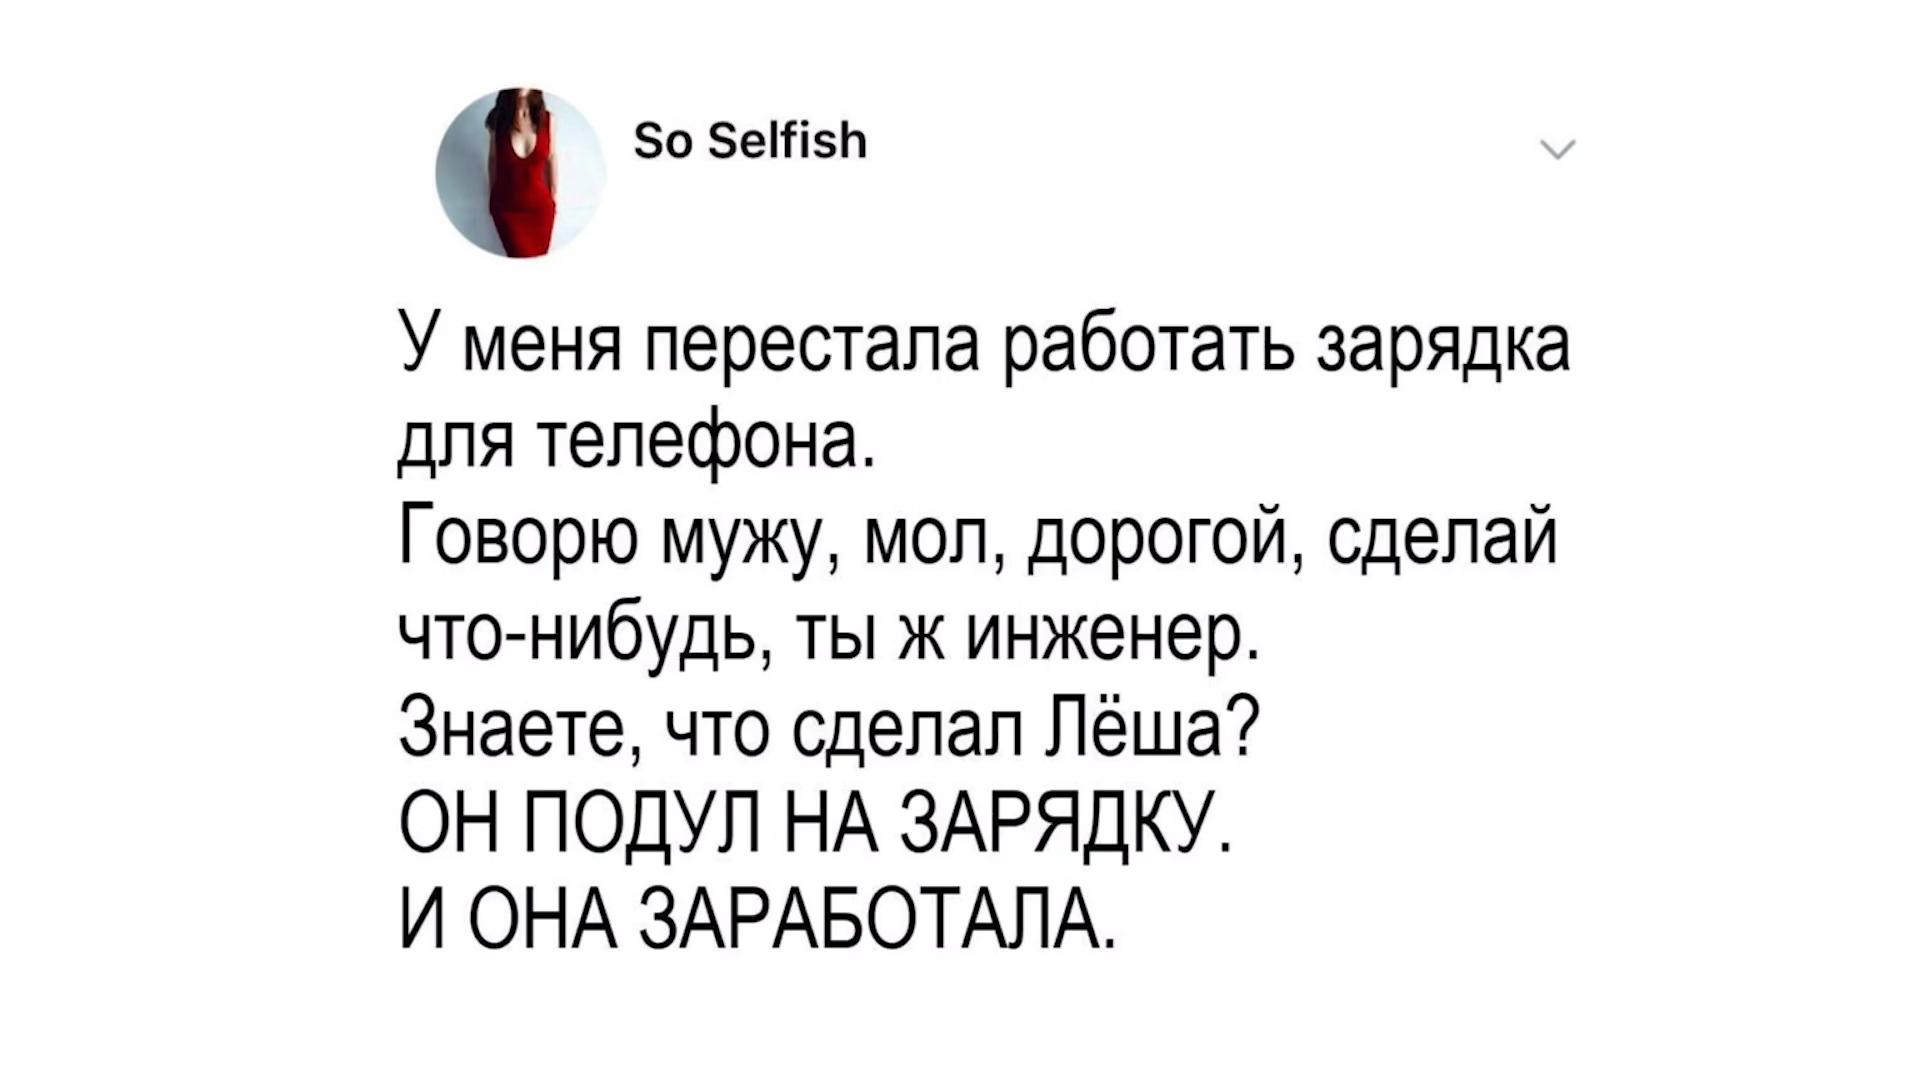 So Selfish
У меня перестала работать зарядка
для телефона.
Говорю мужу, мол, дорогой, сделай
что-нибудь, ты ж инженер.
Знаете, что сделал Лёша?
ОН ПОДУЛ НА ЗАРЯДКУ.
И ОНА ЗАРАБОТАЛА.